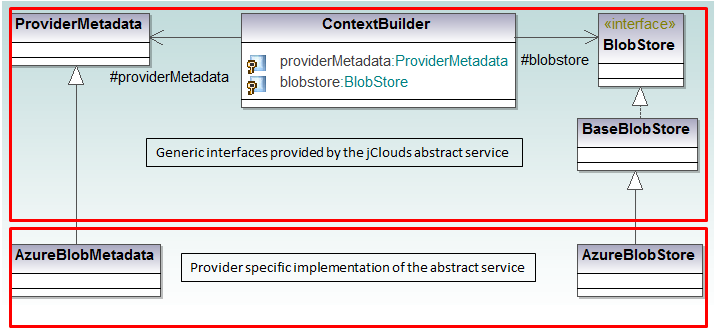 ProviderMetadata
ContextBuilder
«interface»
BlobStore
providerMetadata:ProviderMetadata
blobstore:BlobStore
#providerMetadata
#blobstore
BaseBlobStore
Generic interfaces provided by the jClouds abstract service
AzureBlobMetadata
Provider specific implementation of the abstract service
AzureBlobStore